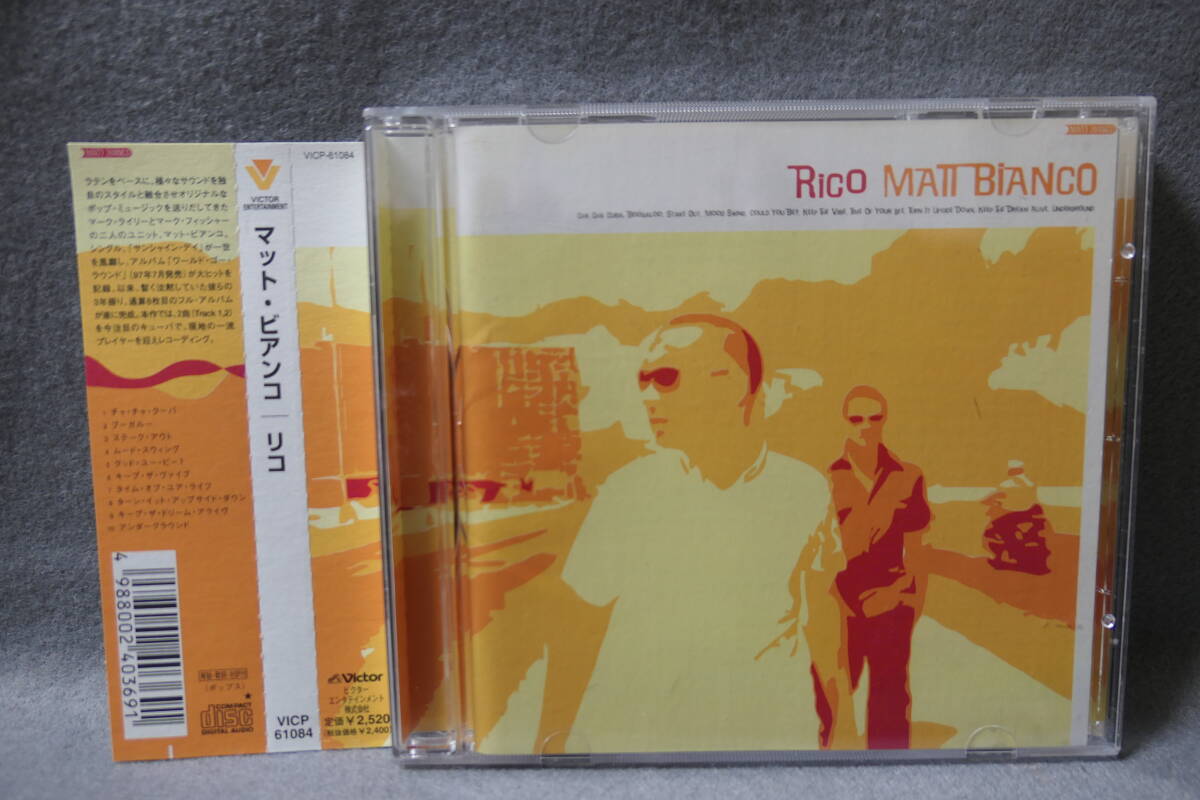 ラテンをベースに、様々なサウンドを独
自のスタイルと融合させオリジナルな
ポップ・ミュージックを送りだしてきた
マーク・ライリーとマーク・フィッシャー
の二人のユニット、マット・ビアンコ。
シングル、「サンシャイン・デイ」が一世
を風靡し、アルバム「ワールド・ゴー・
ラウンド」(97年7月発売)が大ヒットを
記録。以来、暫く沈黙していた彼らの
3年振り、通算8枚目のフル・アルバム
が遂に完成。本作では、2曲(Track 1,2)
を今注目のキューバで、現地の一流
プレイヤーを迎えレコーディング。
1 チャ・チャ・クーバ
2 ブーガルー
3 ステーク・アウト
4 ムード・スウィング
5 クッド・ユー・ビー?
6 キープ・ザ・ヴァイブ
7 タイム・オブ・ユア・ライフ
8 ターン・イット・アップサイド・ダウン
9 キープ・ザ・ドリーム・アライヴ
10 アンダーグラウンド
4 988002 403691
(ポップス)
COMPACT
disc
DIGITAL AUDIO
VICTOR
ENTERTAINMENT
マット・ビアンコ
リコ
VICP
61084
VICP-61084
Victor
ビクター
エンタテインメント
株式会社
定価¥2,520
(税抜価格¥2,400)
MATT BIANCO
RICO MATT BIANCO
CHA CHA CUBA, BOOGALOO, STAKE OUT, MOOD SWING, COULD YOU BE?, KEEP THE VIBE, TIME OF YOUR LIFE, TURN IT UPSIDE DOWN, KEEP THE DREAM ALIVE, UNDERGROUND